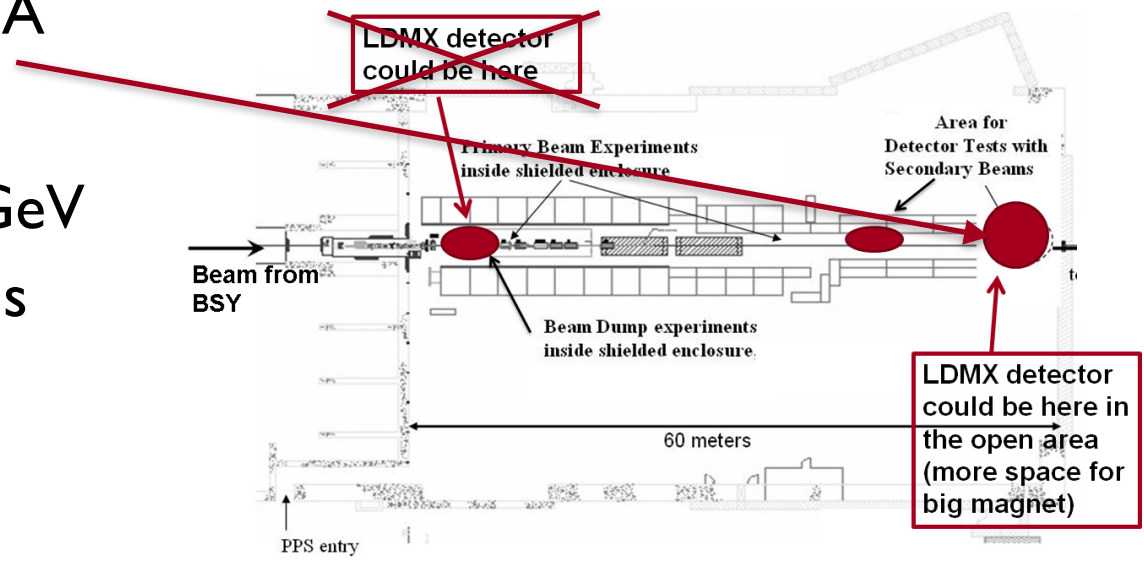 A
GeV
s
LDMX detector
could be here
Primary Beam Experiments
inside shielded enclosure
Area for
Detector Tests with
Secondary Beams
Beam from
BSY
Beam Dump experiments
inside shielded enclosure.
60 meters
LDMX detector
could be here in
the open area
(more space for
big magnet)
PPS entry